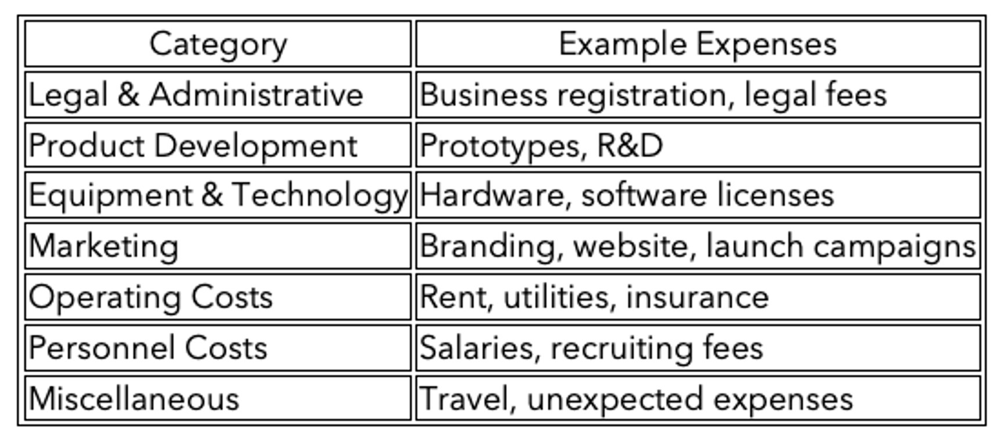 Category Example Expenses
Legal & Administrative Business registration, legal fees
Product Development Prototypes, R&D
Equipment & Technology Hardware, software licenses
Marketing Branding, website, launch campaigns
Operating Costs Rent, utilities, insurance
Personnel Costs Salaries, recruiting fees
Miscellaneous Travel, unexpected expenses